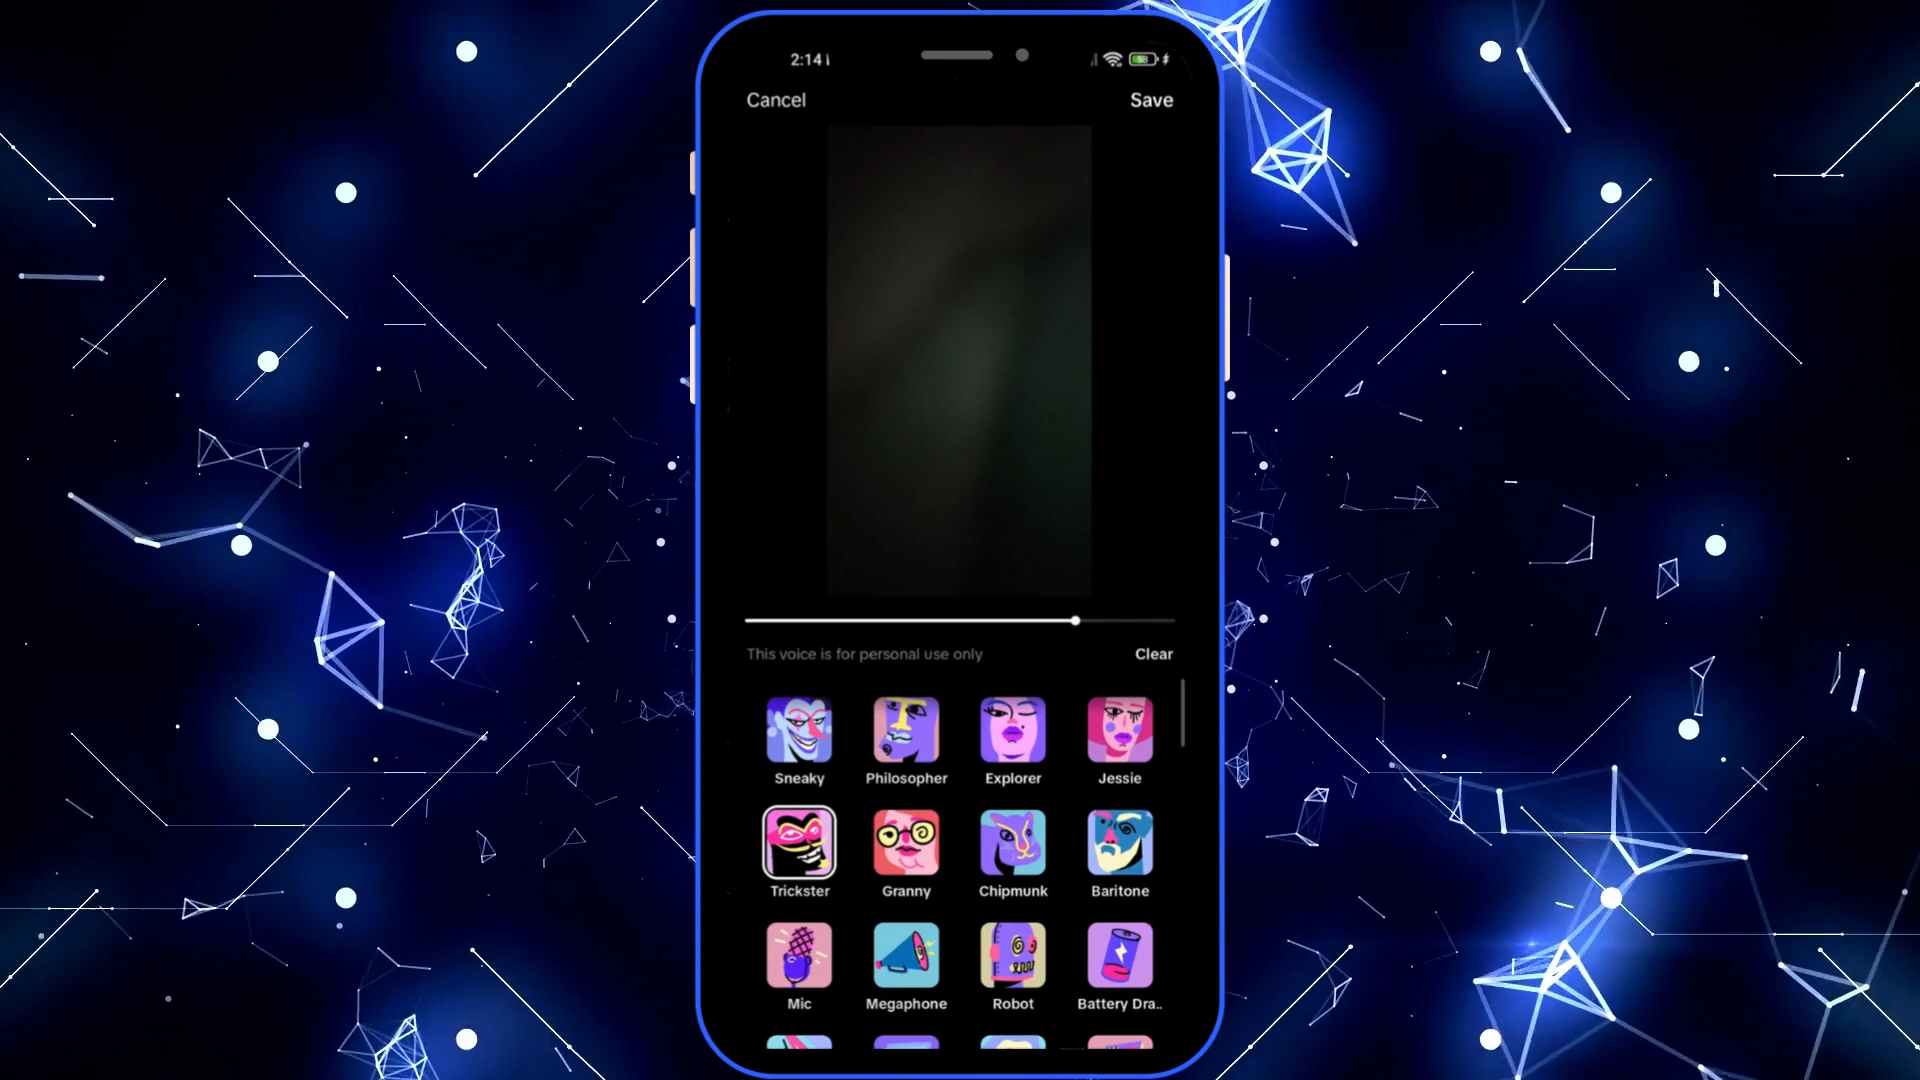 2:14
58
Cancel
Save
This voice is for personal use only
Clear
Sneaky
Philosopher
Explorer
Jessie
Trickster
Granny
Chipmunk
Baritone
Mic
Megaphone
Robot
Battery Dra..